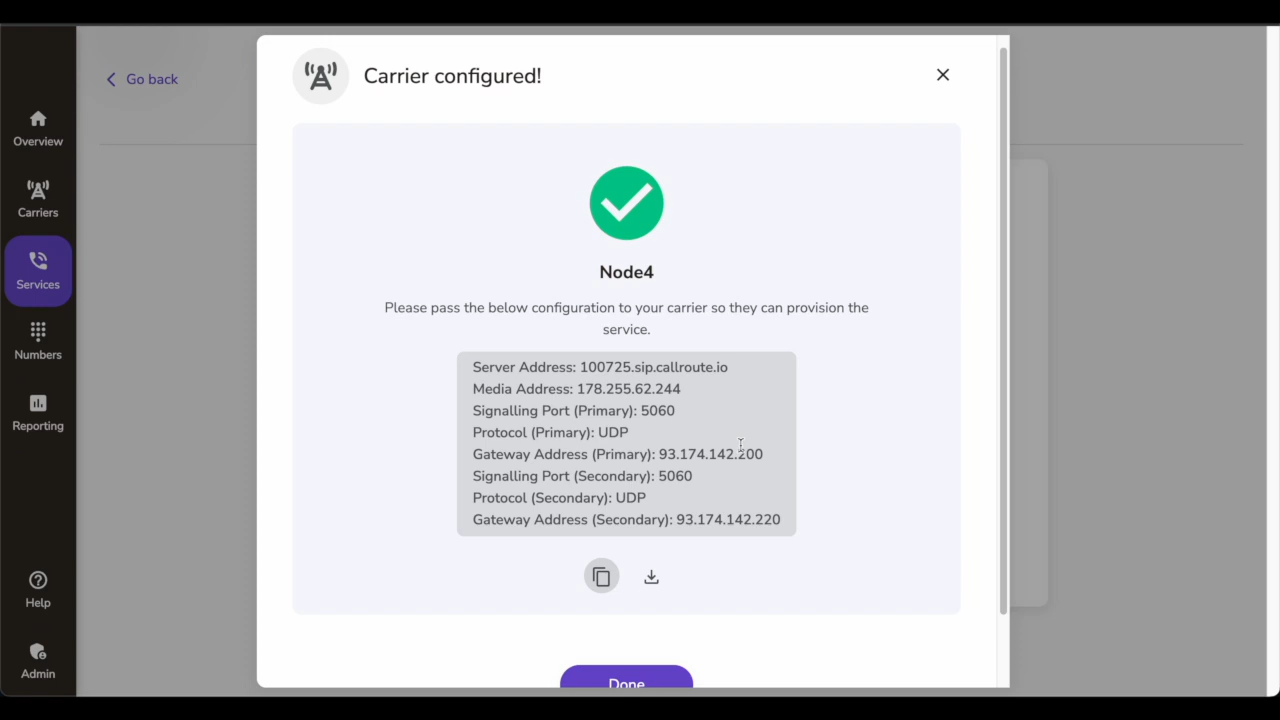 Go back
Carrier configured!
Overview
Carriers
Services
Numbers
Reporting
Help
Admin
Node4
Please pass the below configuration to your carrier so they can provision the
service.
Server Address: 100725.sip.callroute.io
Media Address: 178.255.62.244
Signalling Port (Primary): 5060
Protocol (Primary): UDP
Gateway Address (Primary): 93.174.142.200
Signalling Port (Secondary): 5060
Protocol (Secondary): UDP
Gateway Address (Secondary): 93.174.142.220
Done